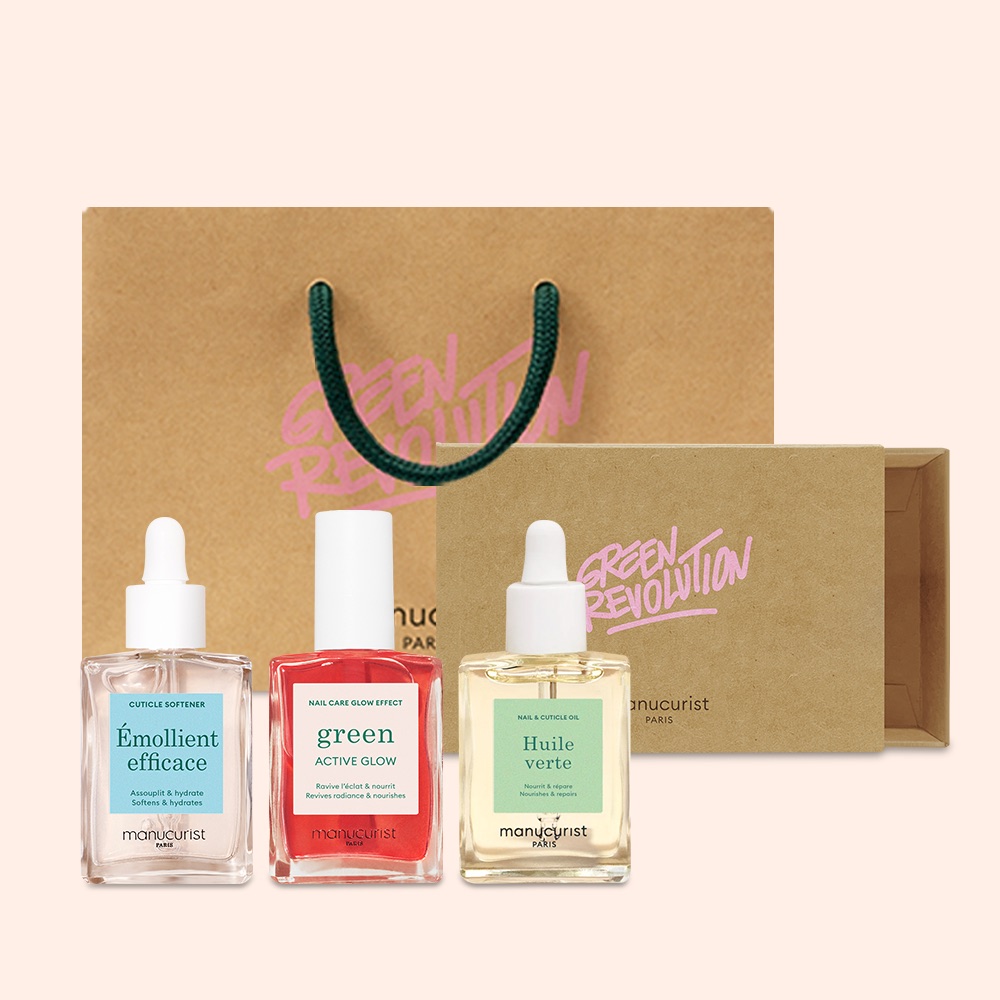 GREEN
REVOLUTION
GREEN
REVOLUTION
manucurist
PARIS
CUTICLE SOFTENER
Émollient
efficace
Assouplit & hydrate
Softens & hydrates
manucurist
PARIS
NAIL CARE GLOW EFFECT
green
ACTIVE GLOW
Ravive l'éclat & nourrit
Revives radiance & nourishes
manucurist
PARIS
NAIL & CUTICLE OIL
Huile
verte
Nourrit & répare
Nourishes & repairs
manucurist
PARIS